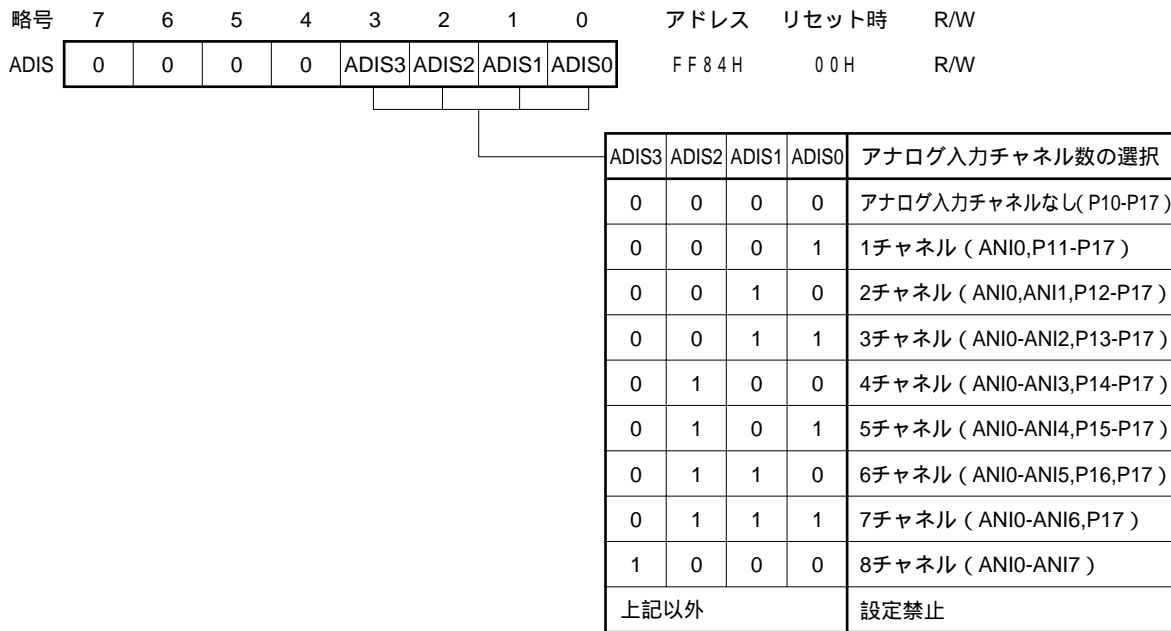 略号 7 6 5 4 3 2 1 0 アドレス リセット時 R/W
ADIS 0 0 0 0 ADIS3 ADIS2 ADIS1 ADIS0 FF84H 00H R/W
ADIS3 ADIS2 ADIS1 ADIS0 アナログ入力チャネル数の選択
0 0 0 0 アナログ入力チャネルなし(P10-P17)
0 0 0 1 1チャネル(ANI0,P11-P17)
0 0 1 0 2チャネル(ANI0,ANI1,P12-P17)
0 0 1 1 3チャネル(ANI0-ANI2,P13-P17)
0 1 0 0 4チャネル(ANI0-ANI3,P14-P17)
0 1 0 1 5チャネル(ANI0-ANI4,P15-P17)
0 1 1 0 6チャネル(ANI0-ANI5,P16,P17)
0 1 1 1 7チャネル(ANI0-ANI6,P17)
1 0 0 0 8チャネル(ANI0-ANI7)
上記以外 設定禁止